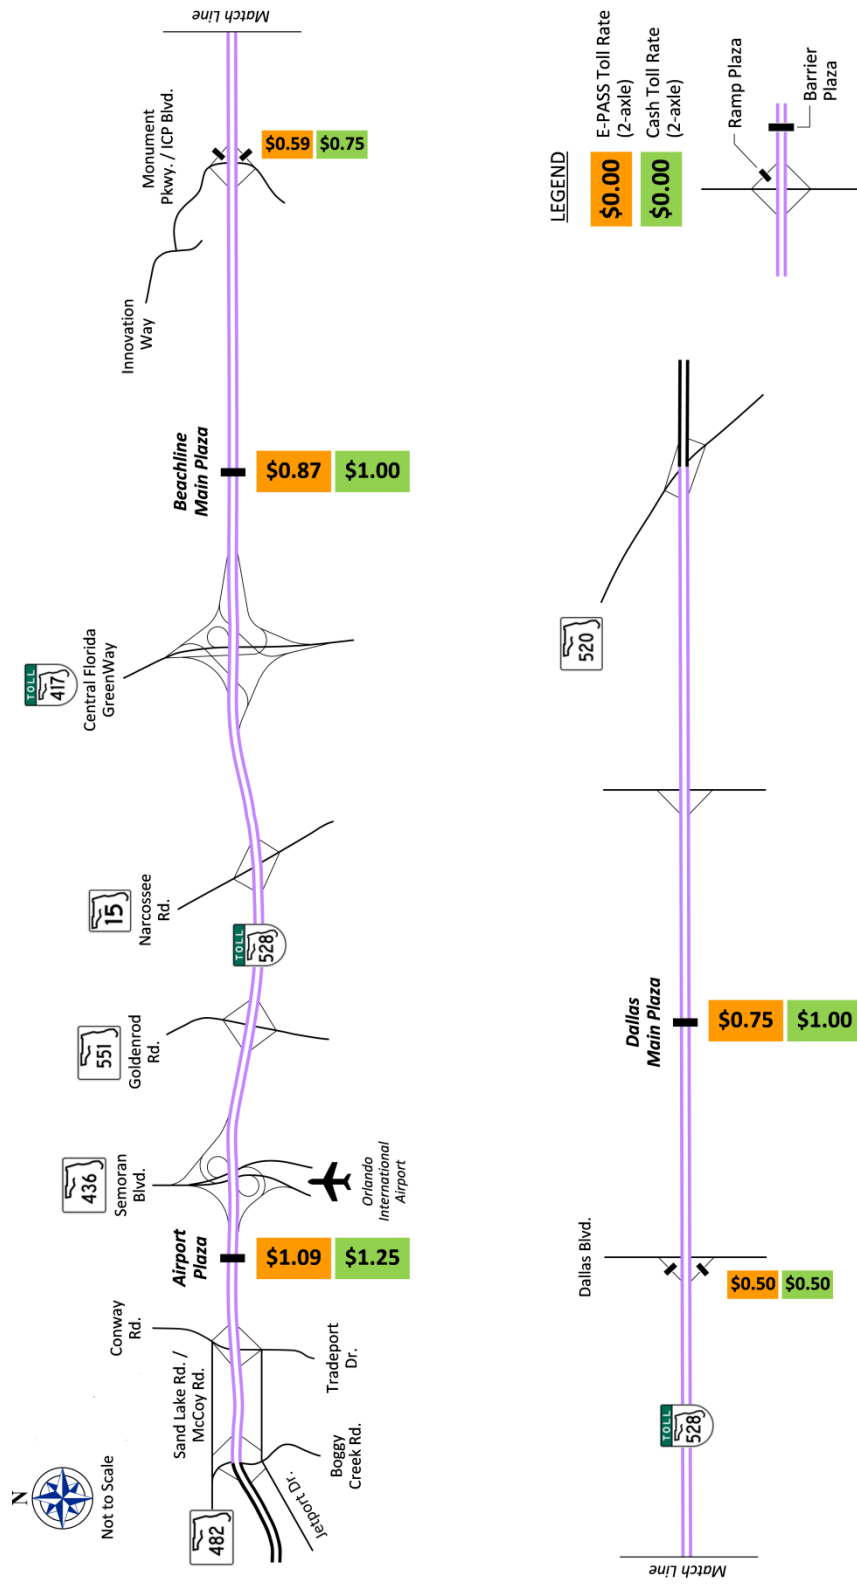 N
Not to Scale
482
Jetport Dr.
Boggy
Creek Rd.
Sand Lake Rd. /
McCoy Rd.
Conway
Rd.
Tradeport
Dr.
Airport
Plaza
$1.09
$1.25
436
Semoran
Blvd.
Orlando
International
Airport
551
Goldenrod
Rd.
TOLL
528
15
Narcossee
Rd.
TOLL
417
Central Florida
GreenWay
Beachline
Main Plaza
$0.87
$1.00
Innovation
Way
Monument
Pkwy. / ICP Blvd.
$0.59
$0.75
Match Line
Match Line
TOLL
528
Dallas Blvd.
$0.50
$0.50
Dallas
Main Plaza
$0.75
$1.00
520
LEGEND
$0.00
E-PASS Toll Rate
(2-axle)
$0.00
Cash Toll Rate
(2-axle)
Ramp Plaza
Barrier
Plaza